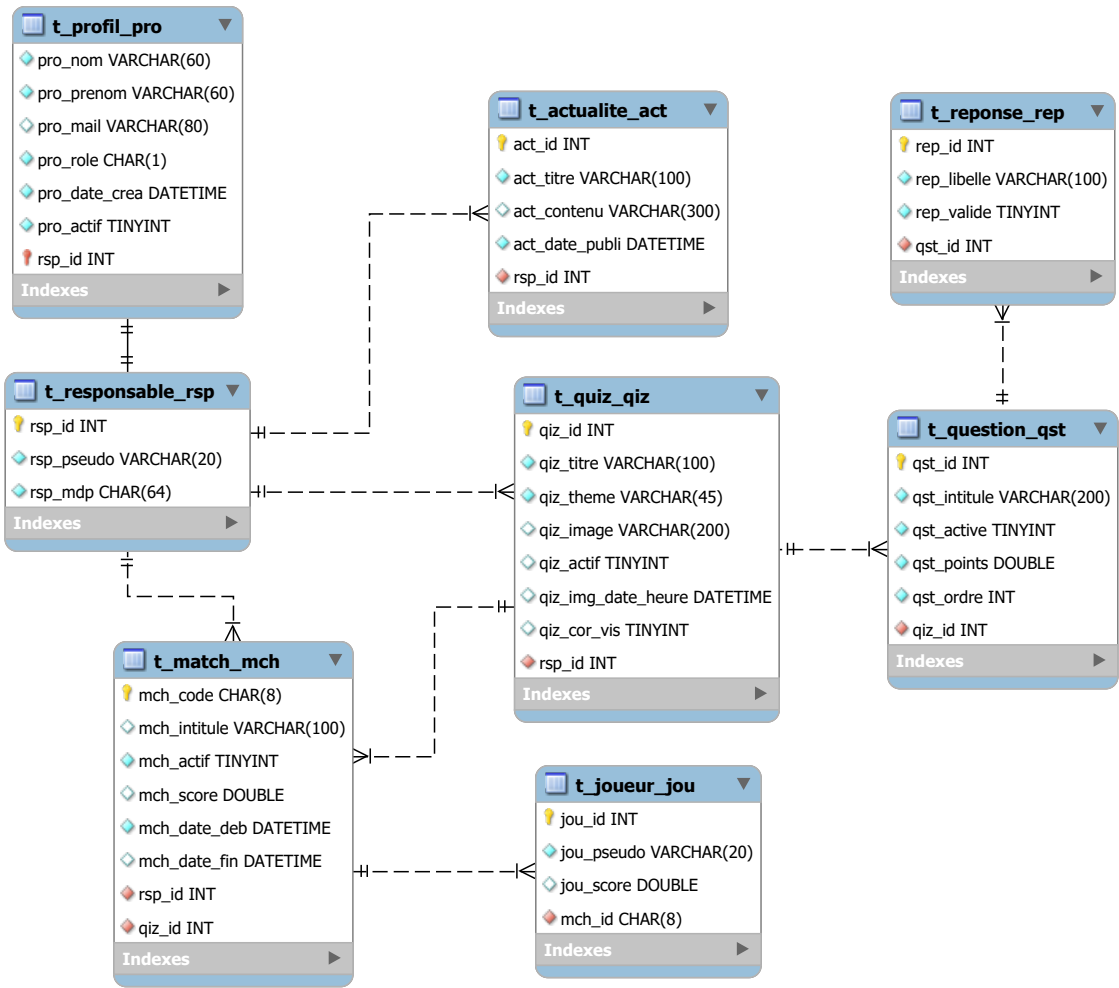 t_profil_pro
pro_nom VARCHAR(60)
pro_prenom VARCHAR(60)
pro_mail VARCHAR(80)
pro_role CHAR(1)
pro_date_crea DATETIME
pro_actif TINYINT
rsp_id INT
Indexes
t_actualite_act
act_id INT
act_titre VARCHAR(100)
act_contenu VARCHAR(300)
act_date_publi DATETIME
rsp_id INT
Indexes
t_reponse_rep
rep_id INT
rep_libelle VARCHAR(100)
rep_valide TINYINT
qst_id INT
Indexes
t_responsable_rsp
rsp_id INT
rsp_pseudo VARCHAR(20)
rsp_mdp CHAR(64)
Indexes
t_quiz_qiz
qiz_id INT
qiz_titre VARCHAR(100)
qiz_theme VARCHAR(45)
qiz_image VARCHAR(200)
qiz_actif TINYINT
qiz_img_date_heure DATETIME
qiz_cor_vis TINYINT
rsp_id INT
Indexes
t_question_qst
qst_id INT
qst_intitule VARCHAR(200)
qst_active TINYINT
qst_points DOUBLE
qst_ordre INT
qiz_id INT
Indexes
t_match_mch
mch_code CHAR(8)
mch_intitule VARCHAR(100)
mch_actif TINYINT
mch_score DOUBLE
mch_date_deb DATETIME
mch_date_fin DATETIME
rsp_id INT
qiz_id INT
Indexes
t_joueur_jou
jou_id INT
jou_pseudo VARCHAR(20)
jou_score DOUBLE
mch_id CHAR(8)
Indexes